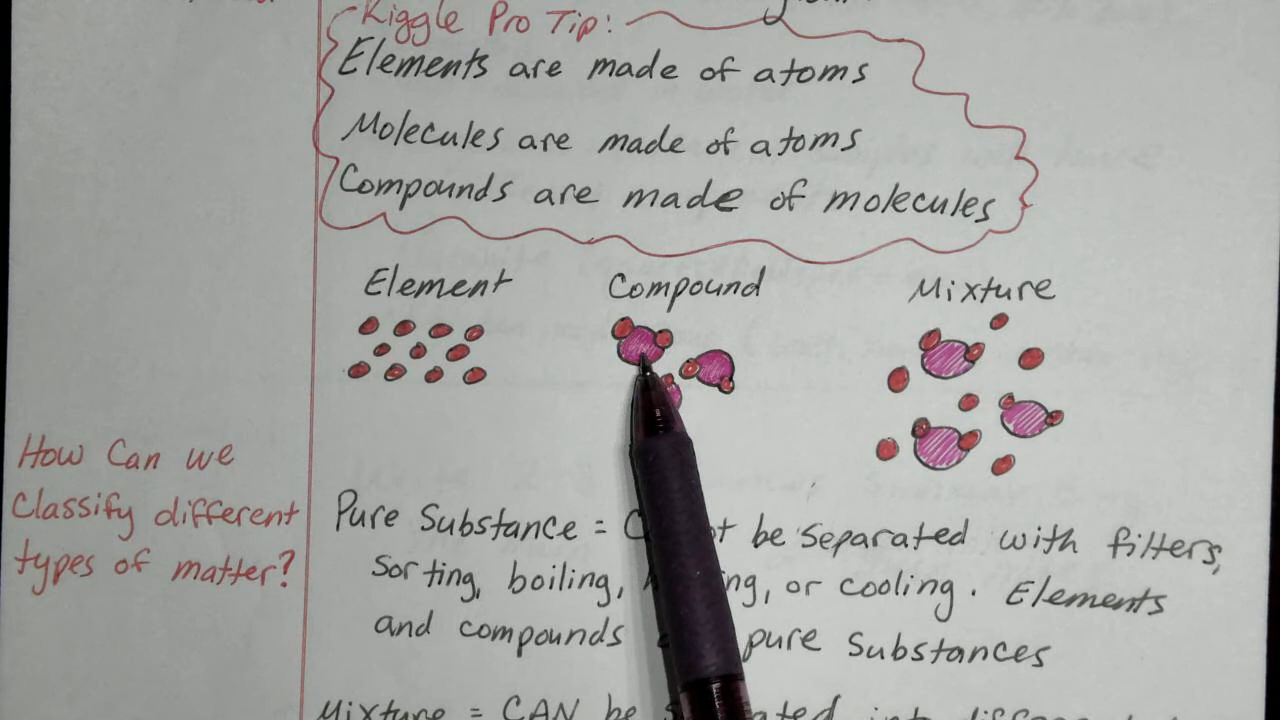 Kiggle Pro Tip:
Elements are made of atoms
Molecules are made of atoms
Compounds are made of molecules
Element
Compound
Mixture
How Can we
Classify different
types of matter?
Pure Substance = C t be separated with filters,
Sorting, boiling, ng, or cooling. Elements
and compounds pure Substances
Mixture = CAN be